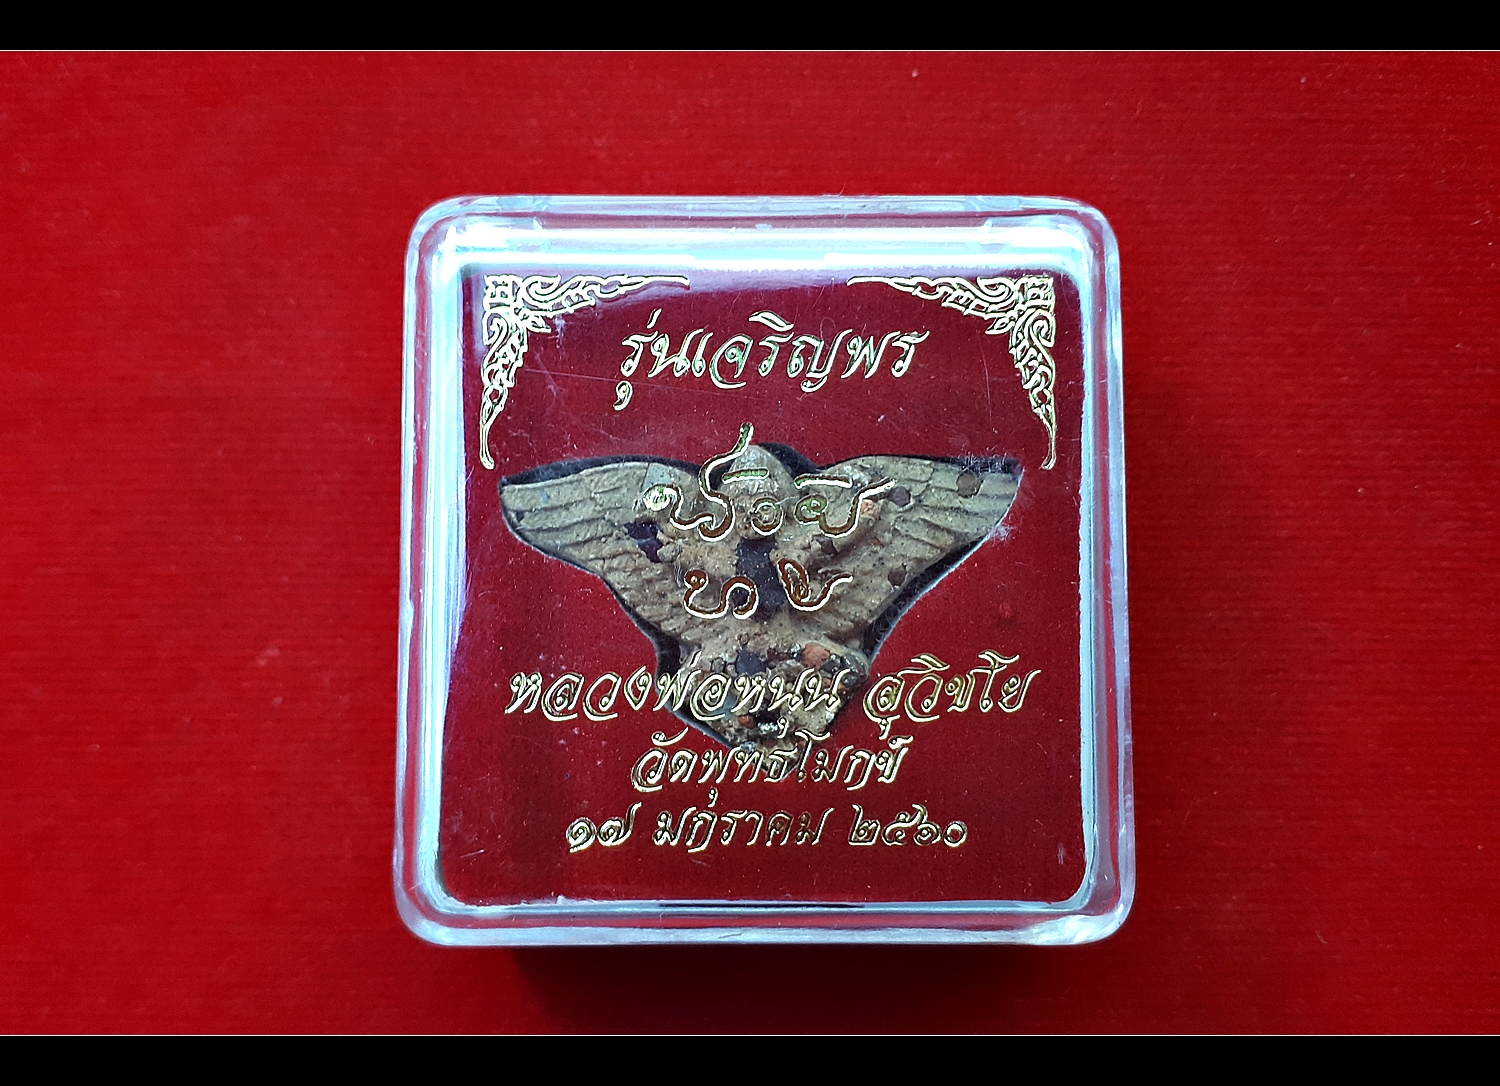 รุ่นเจริญพร
หลวงพ่อหนุน สุวิชโย
วัดพุทธโมกข์
๑๗ มกราคม ๒๕๖๐